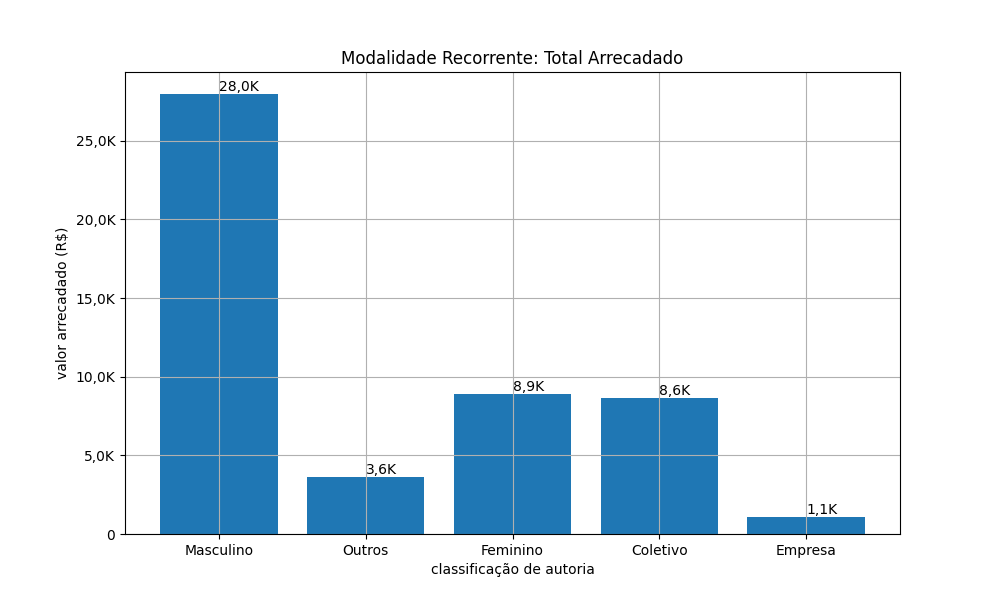 Modalidade Recorrente: Total Arrecadado
28,0K
25,0K
20,0K
15,0K
10,0K
5,0K
0
8,9K
8,6K
3,6K
1,1K
valor arrecadado (R$)
Masculino Outros Feminino Coletivo Empresa
classificação de autoria